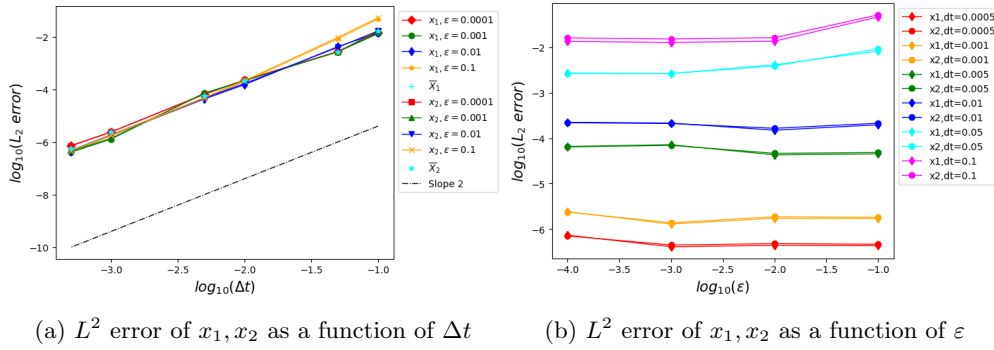 log₁₀(L₂ error)
−2
−4
−6
−8
−10
−3.0
−2.5
−2.0
−1.5
−1.0
log₁₀(Δt)
x₁, ε = 0.0001
x₁, ε = 0.001
x₁, ε = 0.01
x₁, ε = 0.1
X̅₁
x₂, ε = 0.0001
x₂, ε = 0.001
x₂, ε = 0.01
x₂, ε = 0.1
X̅₂
Slope 2
log₁₀(L₂ error)
−2
−3
−4
−5
−6
−4.0
−3.5
−3.0
−2.5
−2.0
−1.5
−1.0
log₁₀(ε)
x1,dt=0.0005
x2,dt=0.0005
x1,dt=0.001
x2,dt=0.001
x1,dt=0.005
x2,dt=0.005
x1,dt=0.01
x2,dt=0.01
x1,dt=0.05
x2,dt=0.05
x1,dt=0.1
x2,dt=0.1
(a) L² error of x₁, x₂ as a function of Δt
(b) L² error of x₁, x₂ as a function of ε